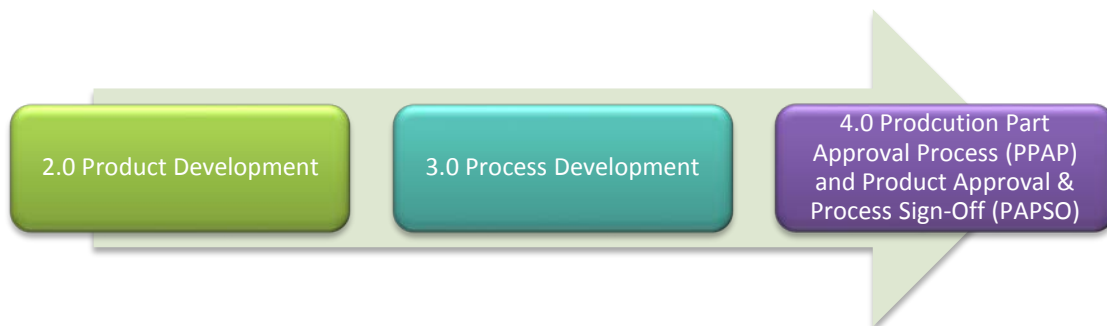 2.0 Product Development
3.0 Process Development
4.0 Prodcution Part
Approval Process (PPAP)
and Product Approval &
Process Sign-Off (PAPSO)